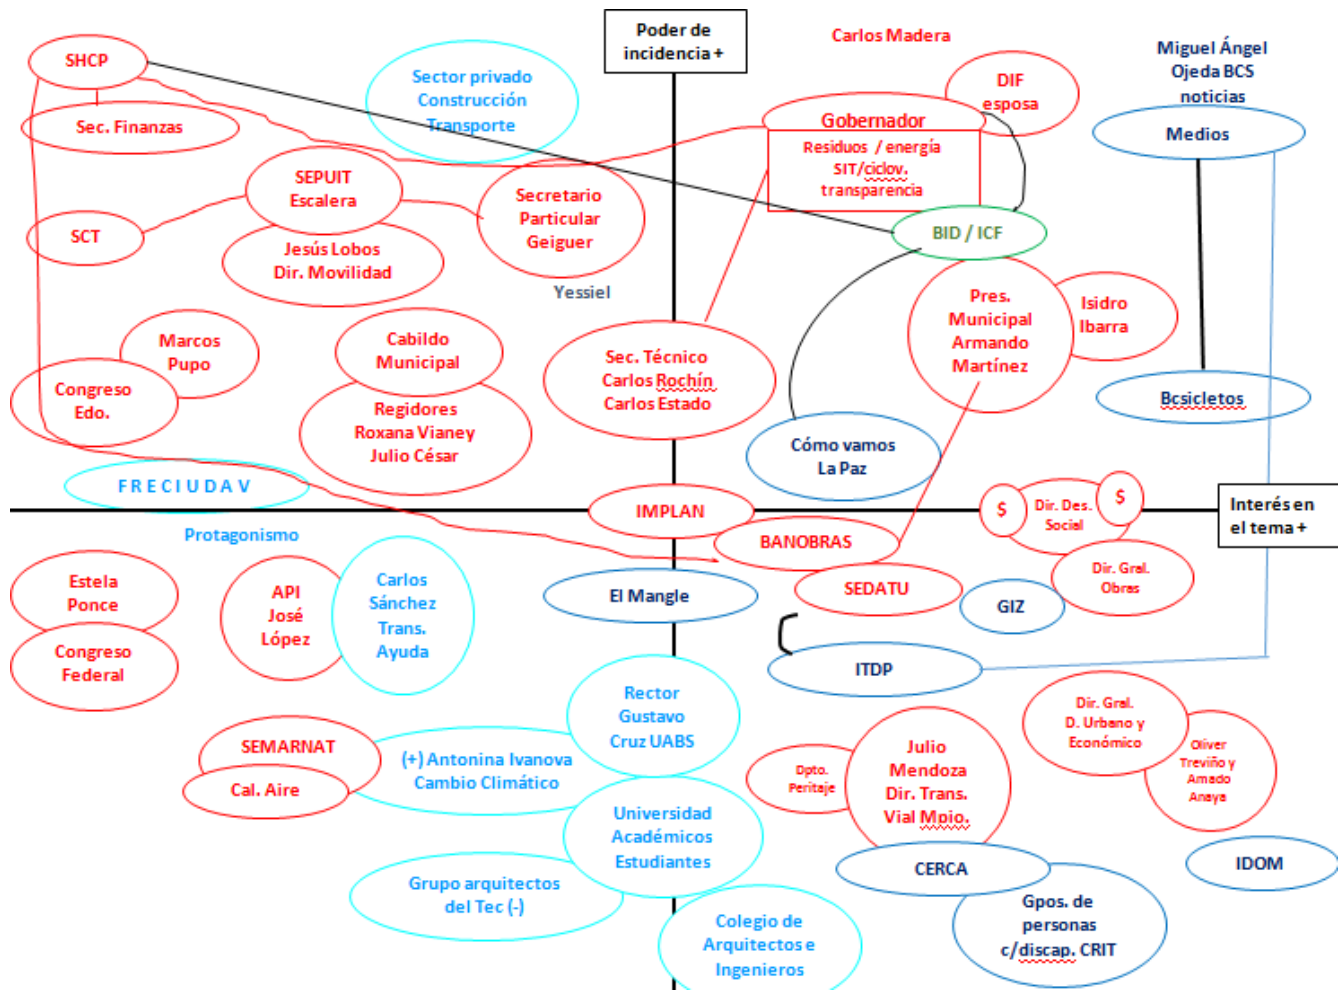 Poder de
incidencia +
Carlos Madera
Miguel Ángel
Ojeda BCS
noticias
SHCP
Sec. Finanzas
Sector privado
Construcción
Transporte
DIF
esposa
Gobernador
Residuos / energía
SIT/ciclov.
transparencia
Medios
SEPUIT
Escalera
Secretario
Particular
Geiguer
SCT
Jesús Lobos
Dir. Movilidad
BID / ICF
Yessiel
Pres.
Municipal
Armando
Martínez
Isidro
Ibarra
Marcos
Pupo
Cabildo
Municipal
Sec. Técnico
Carlos Rochín
Carlos Estado
Congreso
Edo.
Regidores
Roxana Vianey
Julio César
Bcsicletos
Cómo vamos
La Paz
F R E C I U D A V
IMPLAN
$
Dir. Des.
Social
$
Interés en
el tema +
Protagonismo
BANOBRAS
Estela
Ponce
API
José
López
Carlos
Sánchez
Trans.
Ayuda
El Mangle
SEDATU
GIZ
Dir. Gral.
Obras
Congreso
Federal
ITDP
Rector
Gustavo
Cruz UABS
Dir. Gral.
D. Urbano y
Económico
SEMARNAT
Cal. Aire
(+) Antonina Ivanova
Cambio Climático
Dpto.
Peritaje
Julio
Mendoza
Dir. Trans.
Vial Mpio.
Oliver
Treviño y
Amado
Anaya
Universidad
Académicos
Estudiantes
CERCA
IDOM
Grupo arquitectos
del Tec (-)
Colegio de
Arquitectos e
Ingenieros
Gpos. de
personas
c/discap. CRIT